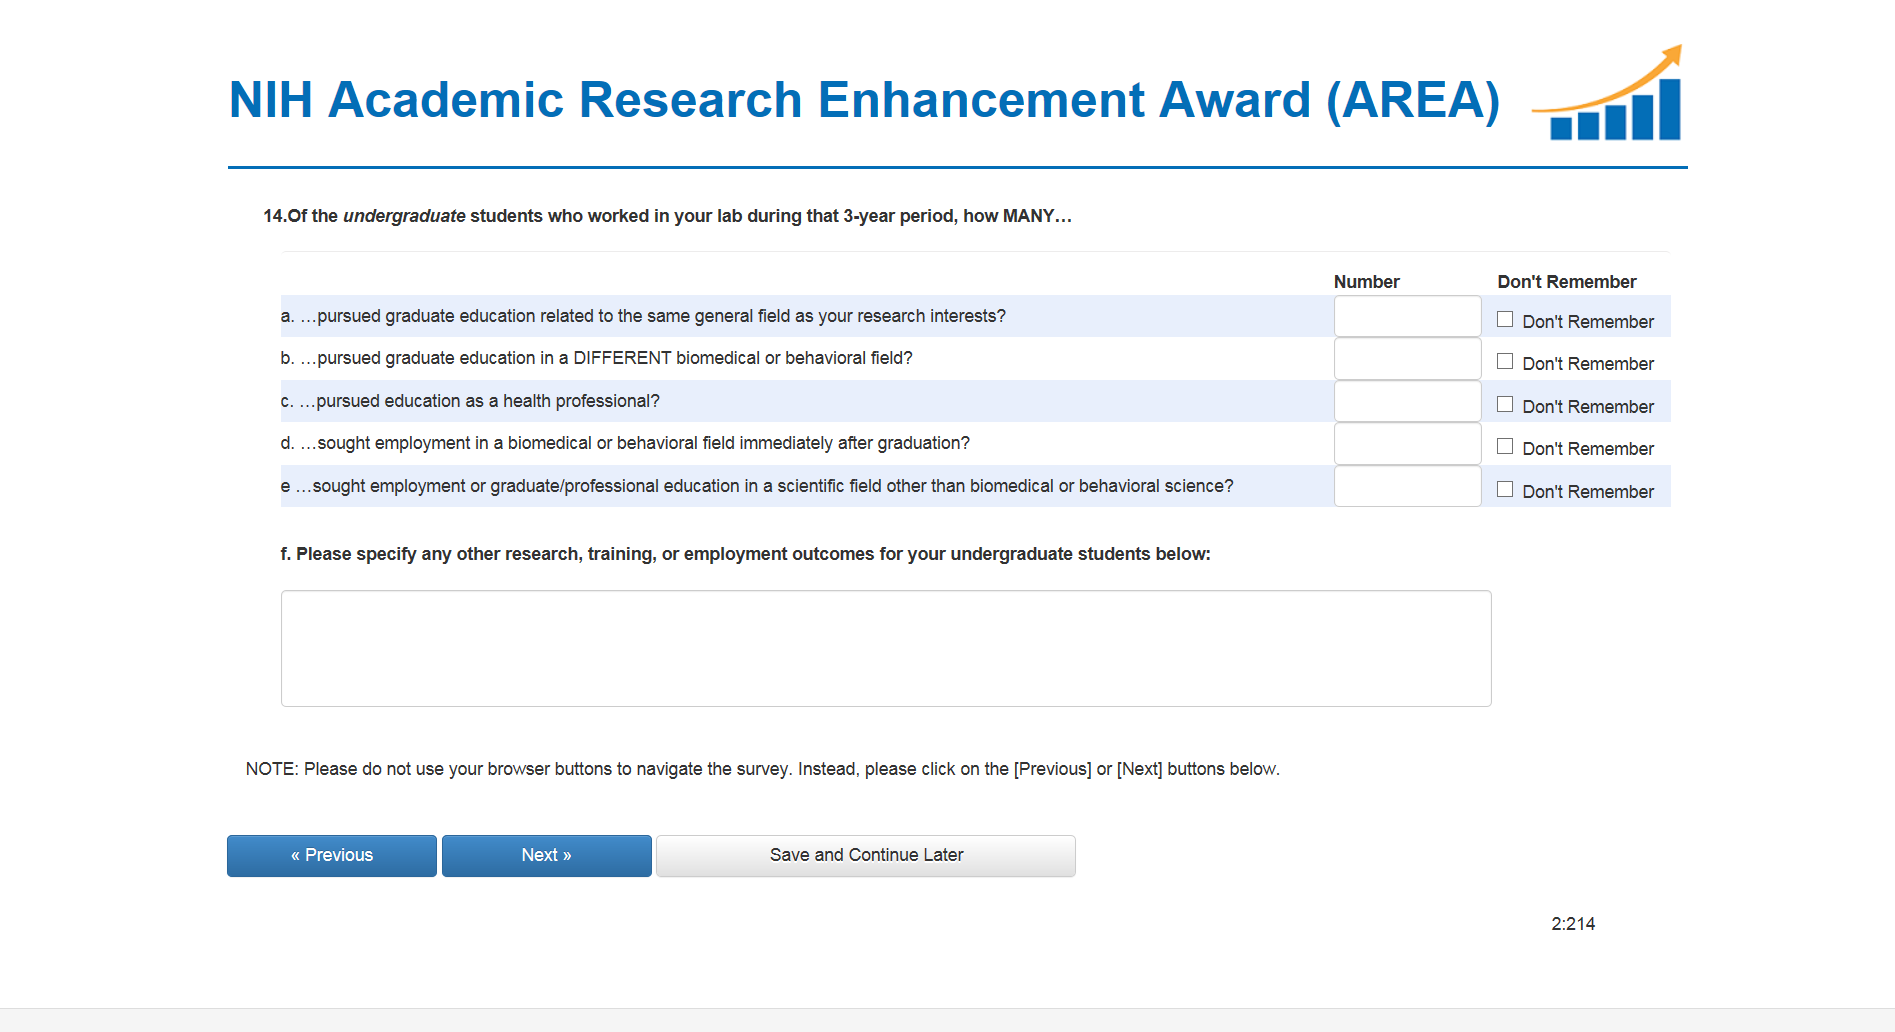 NIH Academic Research Enhancement Award (AREA)
14.Of the undergraduate students who worked in your lab during that 3-year period, how MANY…
Number Don't Remember
a. …pursued graduate education related to the same general field as your research interests? Don't Remember
b. …pursued graduate education in a DIFFERENT biomedical or behavioral field? Don't Remember
c. …pursued education as a health professional? Don't Remember
d. …sought employment in a biomedical or behavioral field immediately after graduation? Don't Remember
e …sought employment or graduate/professional education in a scientific field other than biomedical or behavioral science? Don't Remember
f. Please specify any other research, training, or employment outcomes for your undergraduate students below:
NOTE: Please do not use your browser buttons to navigate the survey. Instead, please click on the [Previous] or [Next] buttons below.
« Previous Next » Save and Continue Later
2:214